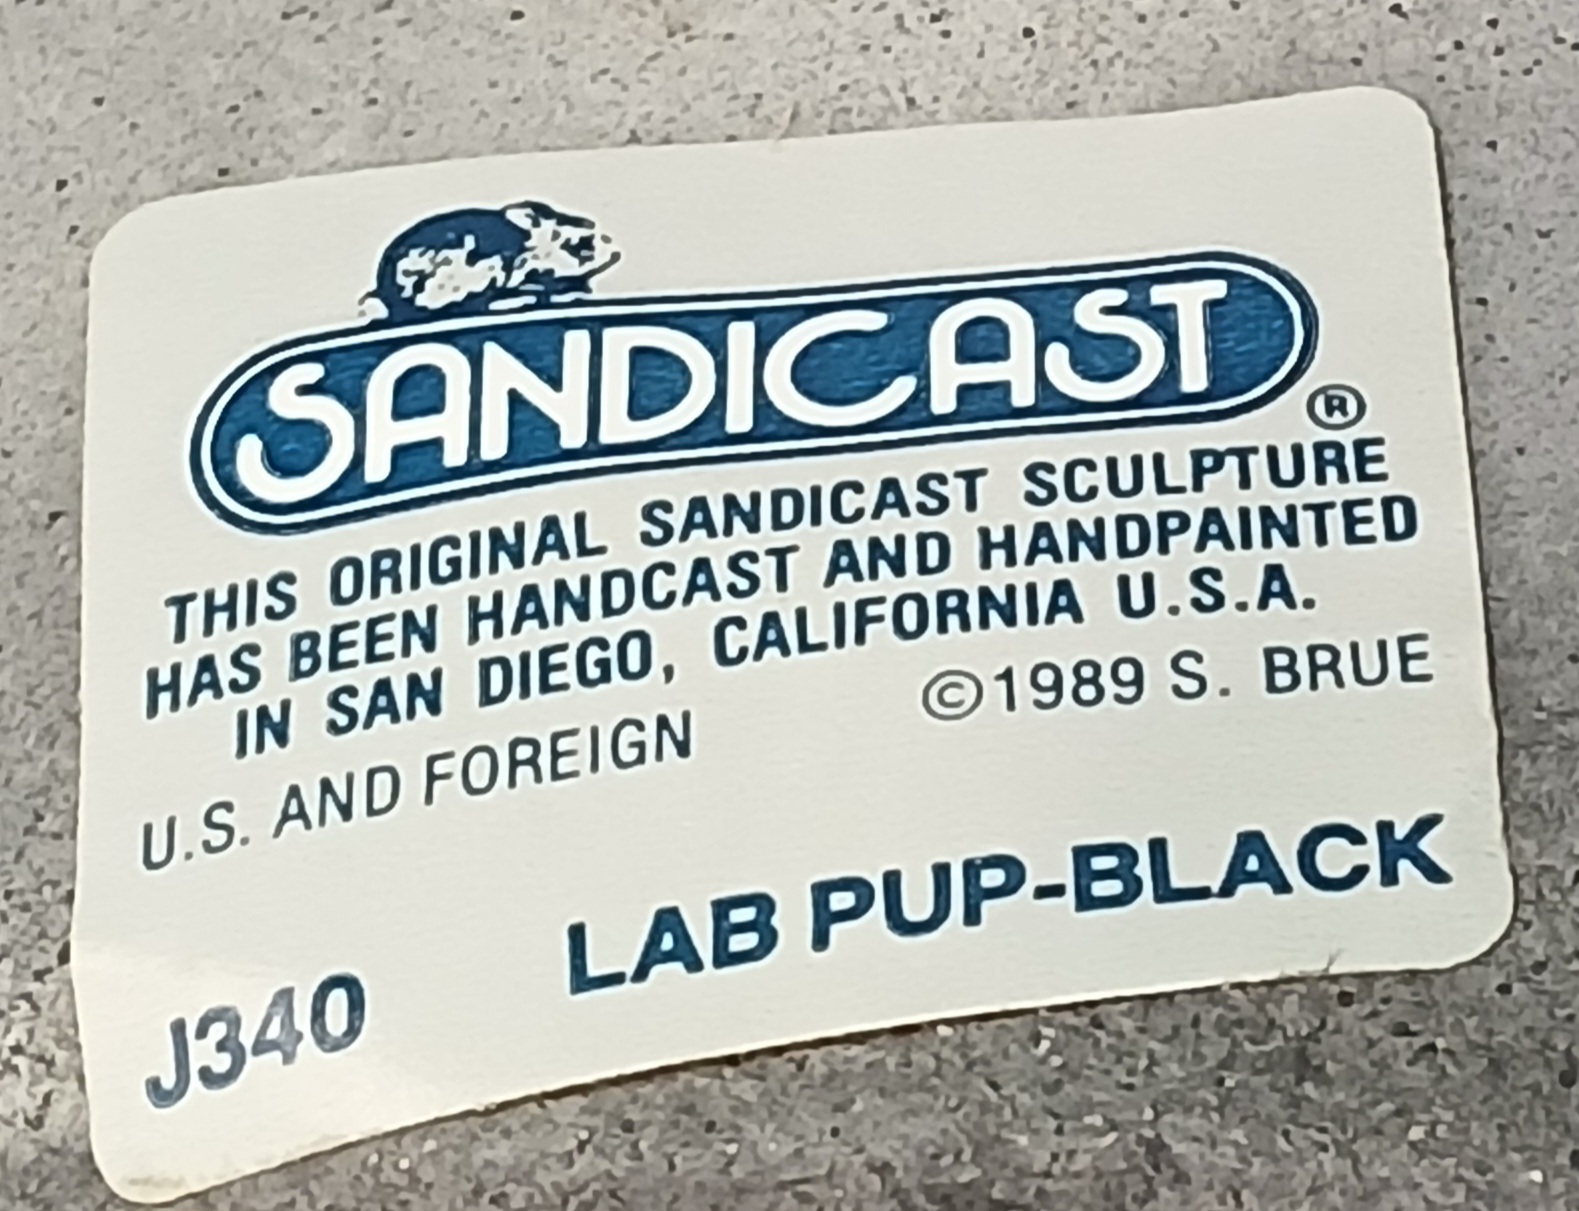 SANDICAST®
THIS ORIGINAL SANDICAST SCULPTURE
HAS BEEN HANDCAST AND HANDPAINTED
IN SAN DIEGO, CALIFORNIA U.S.A.
©1989 S. BRUE
U.S. AND FOREIGN
LAB PUP-BLACK
J340